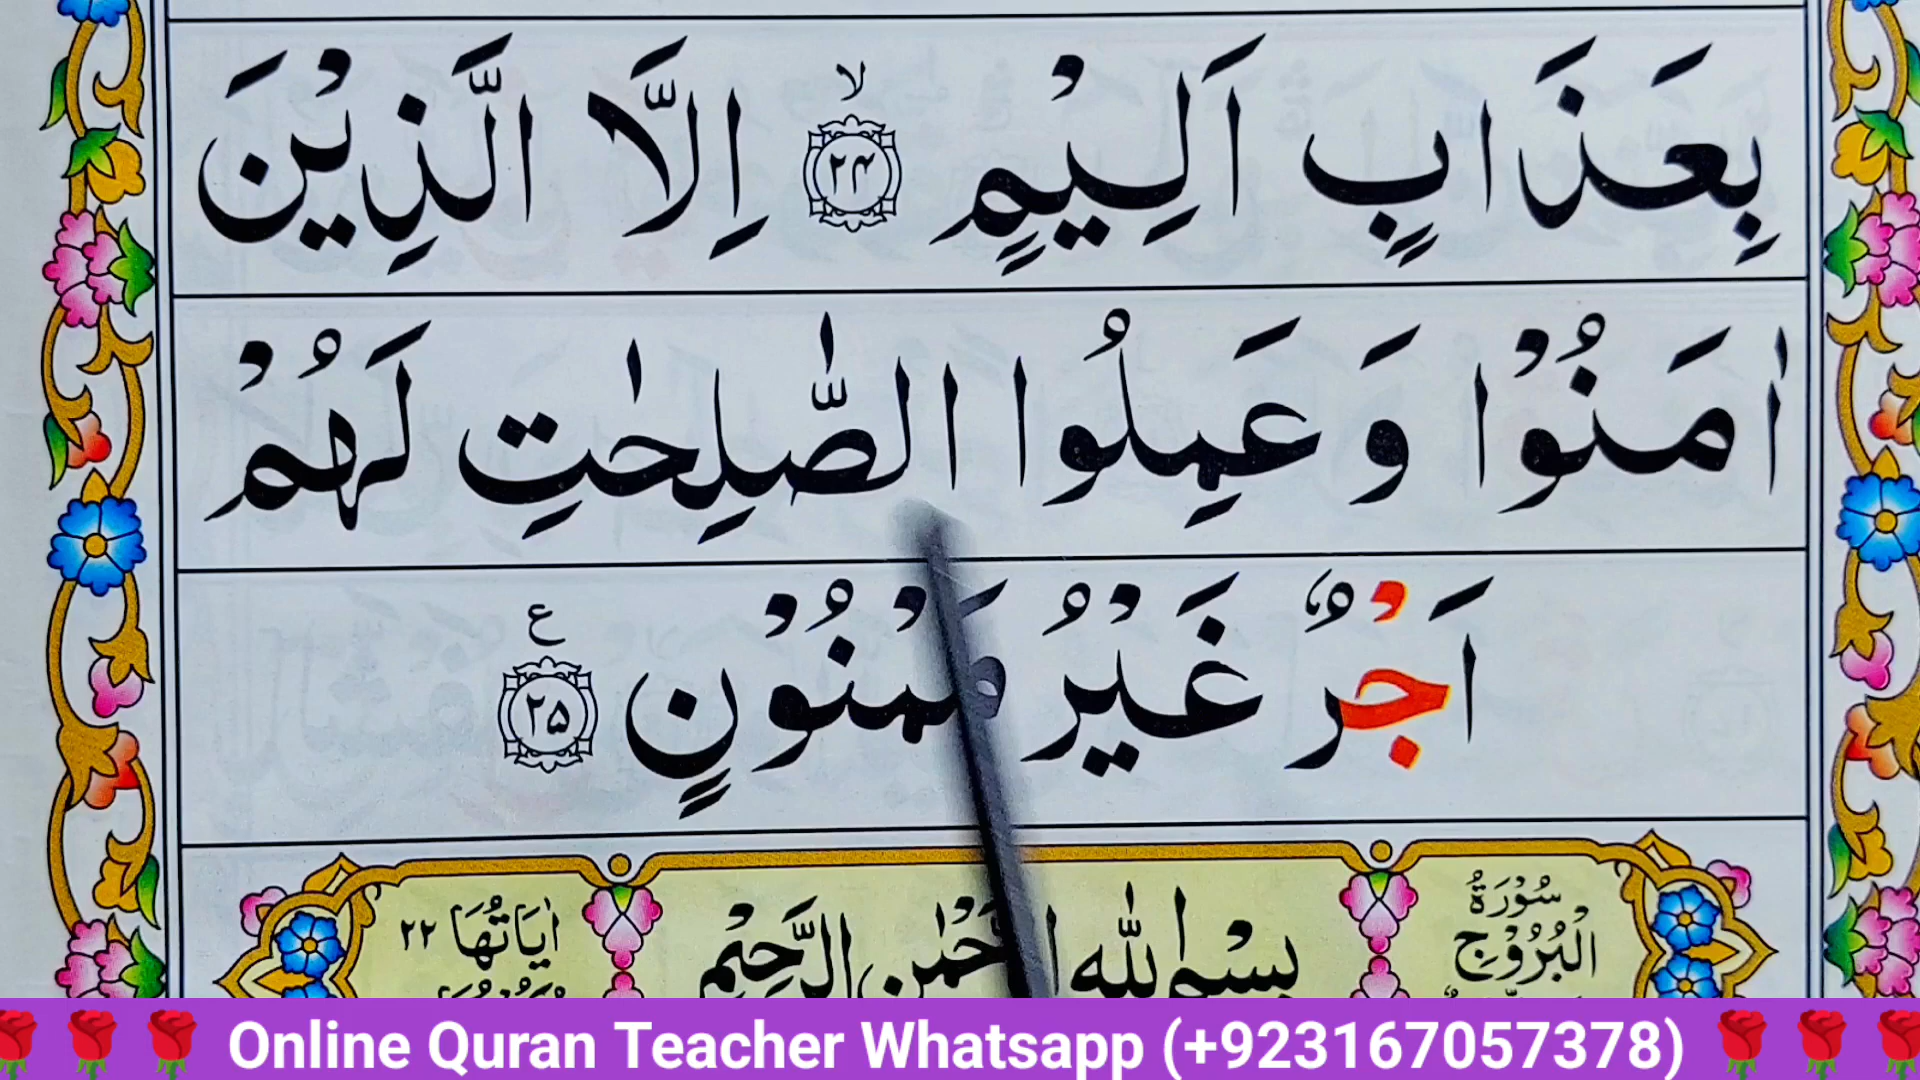 بِعَذَابٍ اَلِيْمٍ ۙ ﴿۲۴﴾ اِلَّا الَّذِيْنَ
اٰمَنُوْا وَ عَمِلُوا الصّٰلِحٰتِ لَهُمْ
اَجْرٌ غَيْرُ مَمْنُوْنٍ ﴿۲۵﴾ ع
سُوْرَةُ الْبُرُوْجِ
بِسْمِ اللّٰهِ الرَّحْمٰنِ الرَّحِيْمِ
اٰيَاتُهَا ۲۲
Online Quran Teacher Whatsapp (+923167057378)